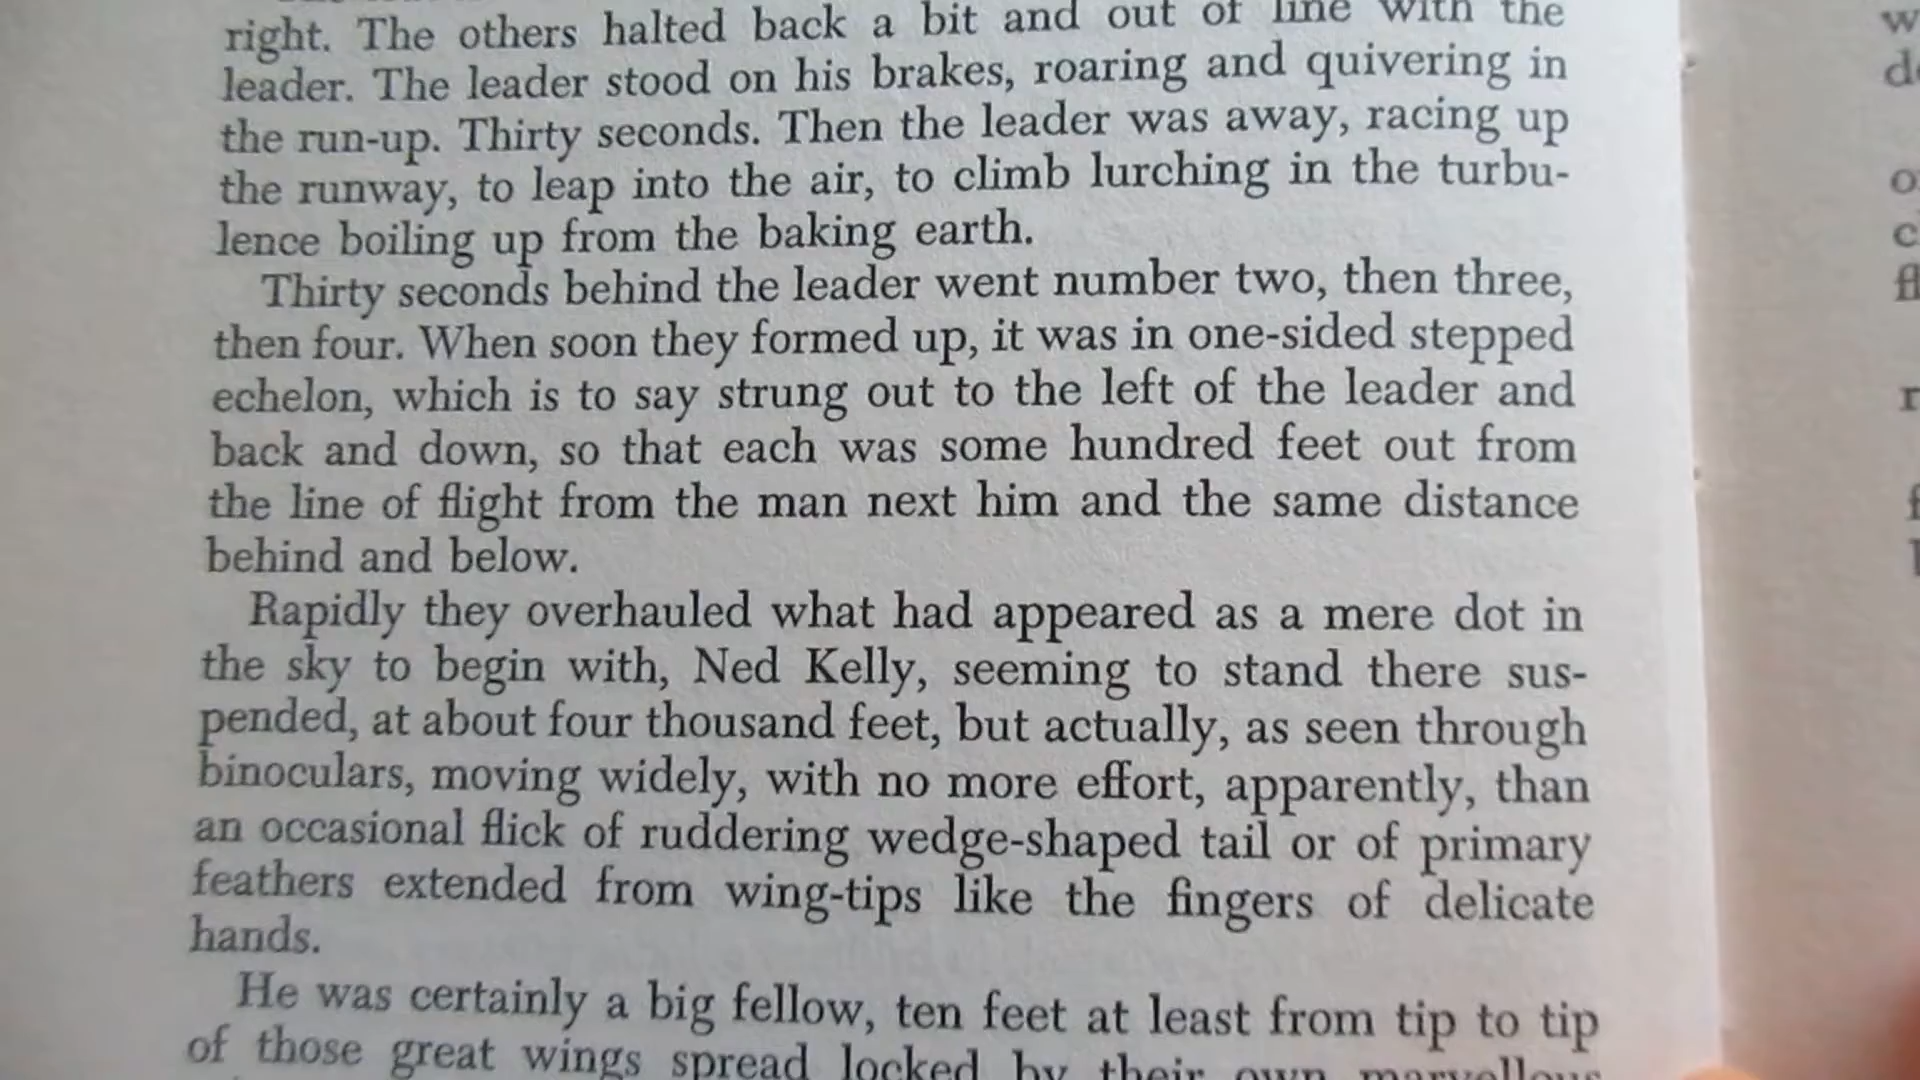 right. The others halted back a bit and out of line with the
leader. The leader stood on his brakes, roaring and quivering in
the run-up. Thirty seconds. Then the leader was away, racing up
the runway, to leap into the air, to climb lurching in the turbu-
lence boiling up from the baking earth.
Thirty seconds behind the leader went number two, then three,
then four. When soon they formed up, it was in one-sided stepped
echelon, which is to say strung out to the left of the leader and
back and down, so that each was some hundred feet out from
the line of flight from the man next him and the same distance
behind and below.
Rapidly they overhauled what had appeared as a mere dot in
the sky to begin with, Ned Kelly, seeming to stand there sus-
pended, at about four thousand feet, but actually, as seen through
binoculars, moving widely, with no more effort, apparently, than
an occasional flick of ruddering wedge-shaped tail or of primary
feathers extended from wing-tips like the fingers of delicate
hands.
He was certainly a big fellow, ten feet at least from tip to tip
of those great wings spread locked by their own marvellous